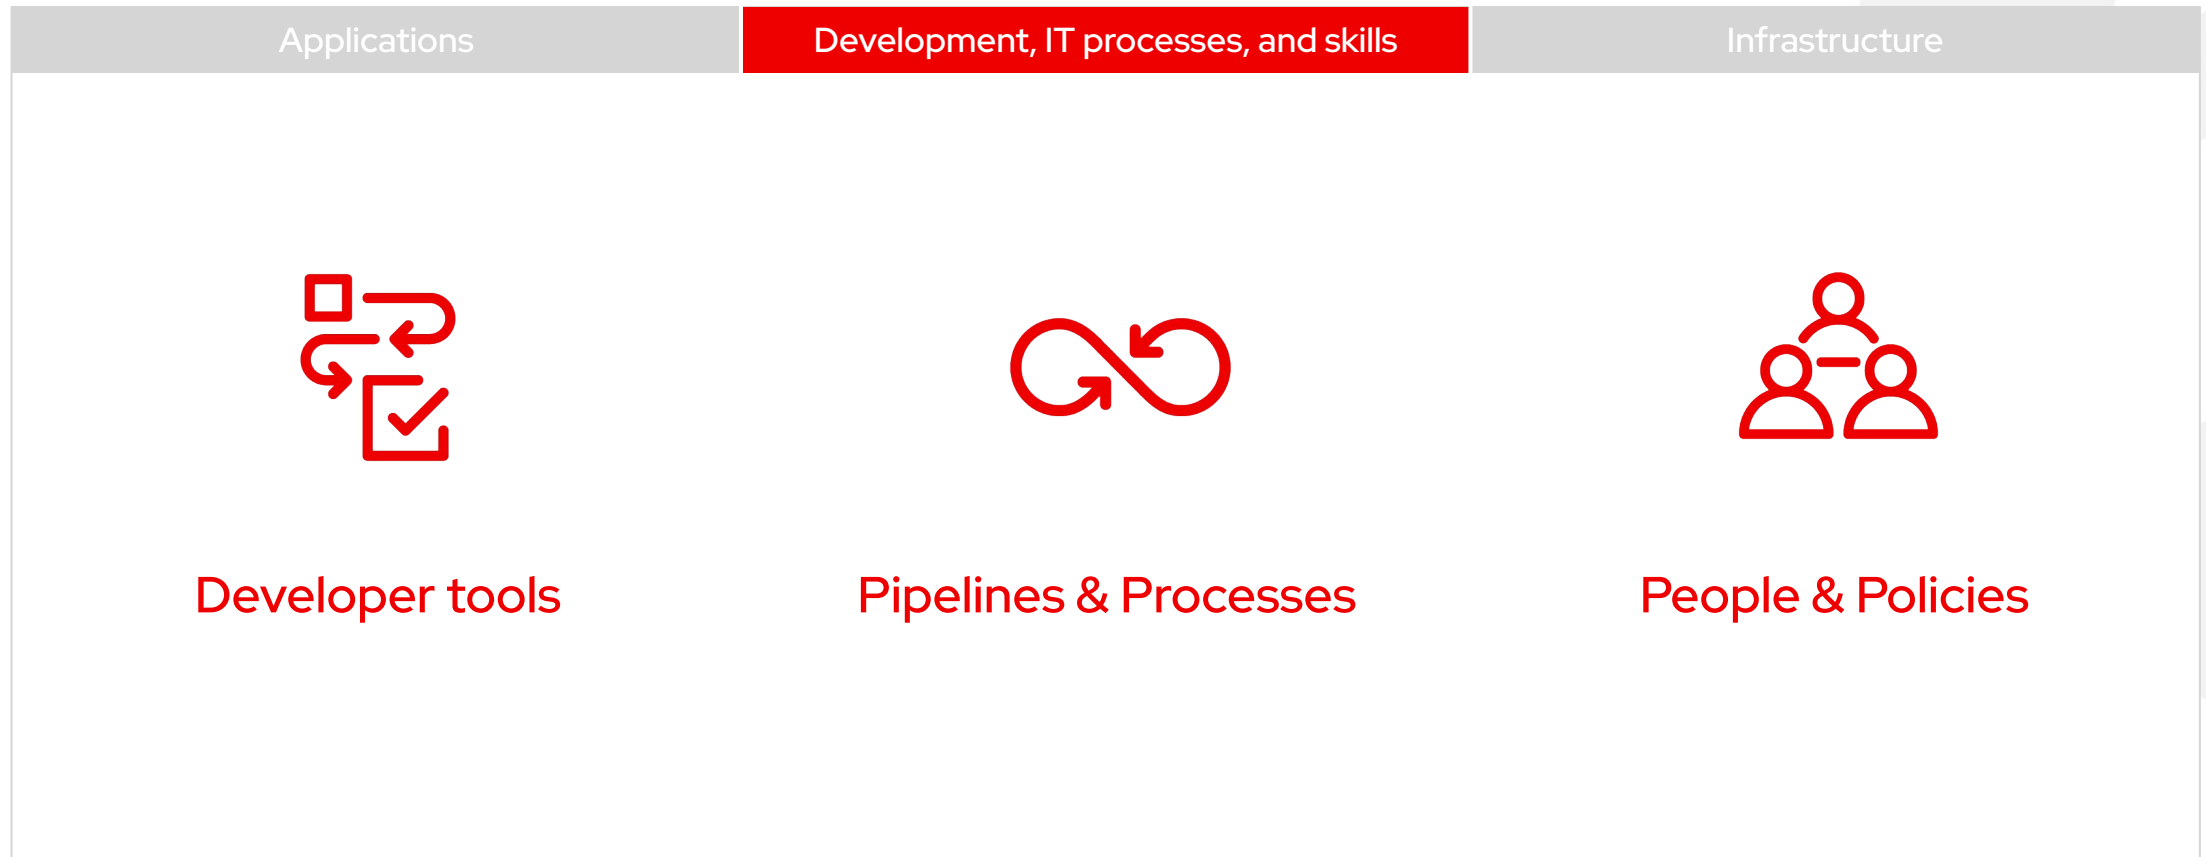 Applications
Development, IT processes, and skills
Infrastructure
Developer tools
Pipelines & Processes
People & Policies